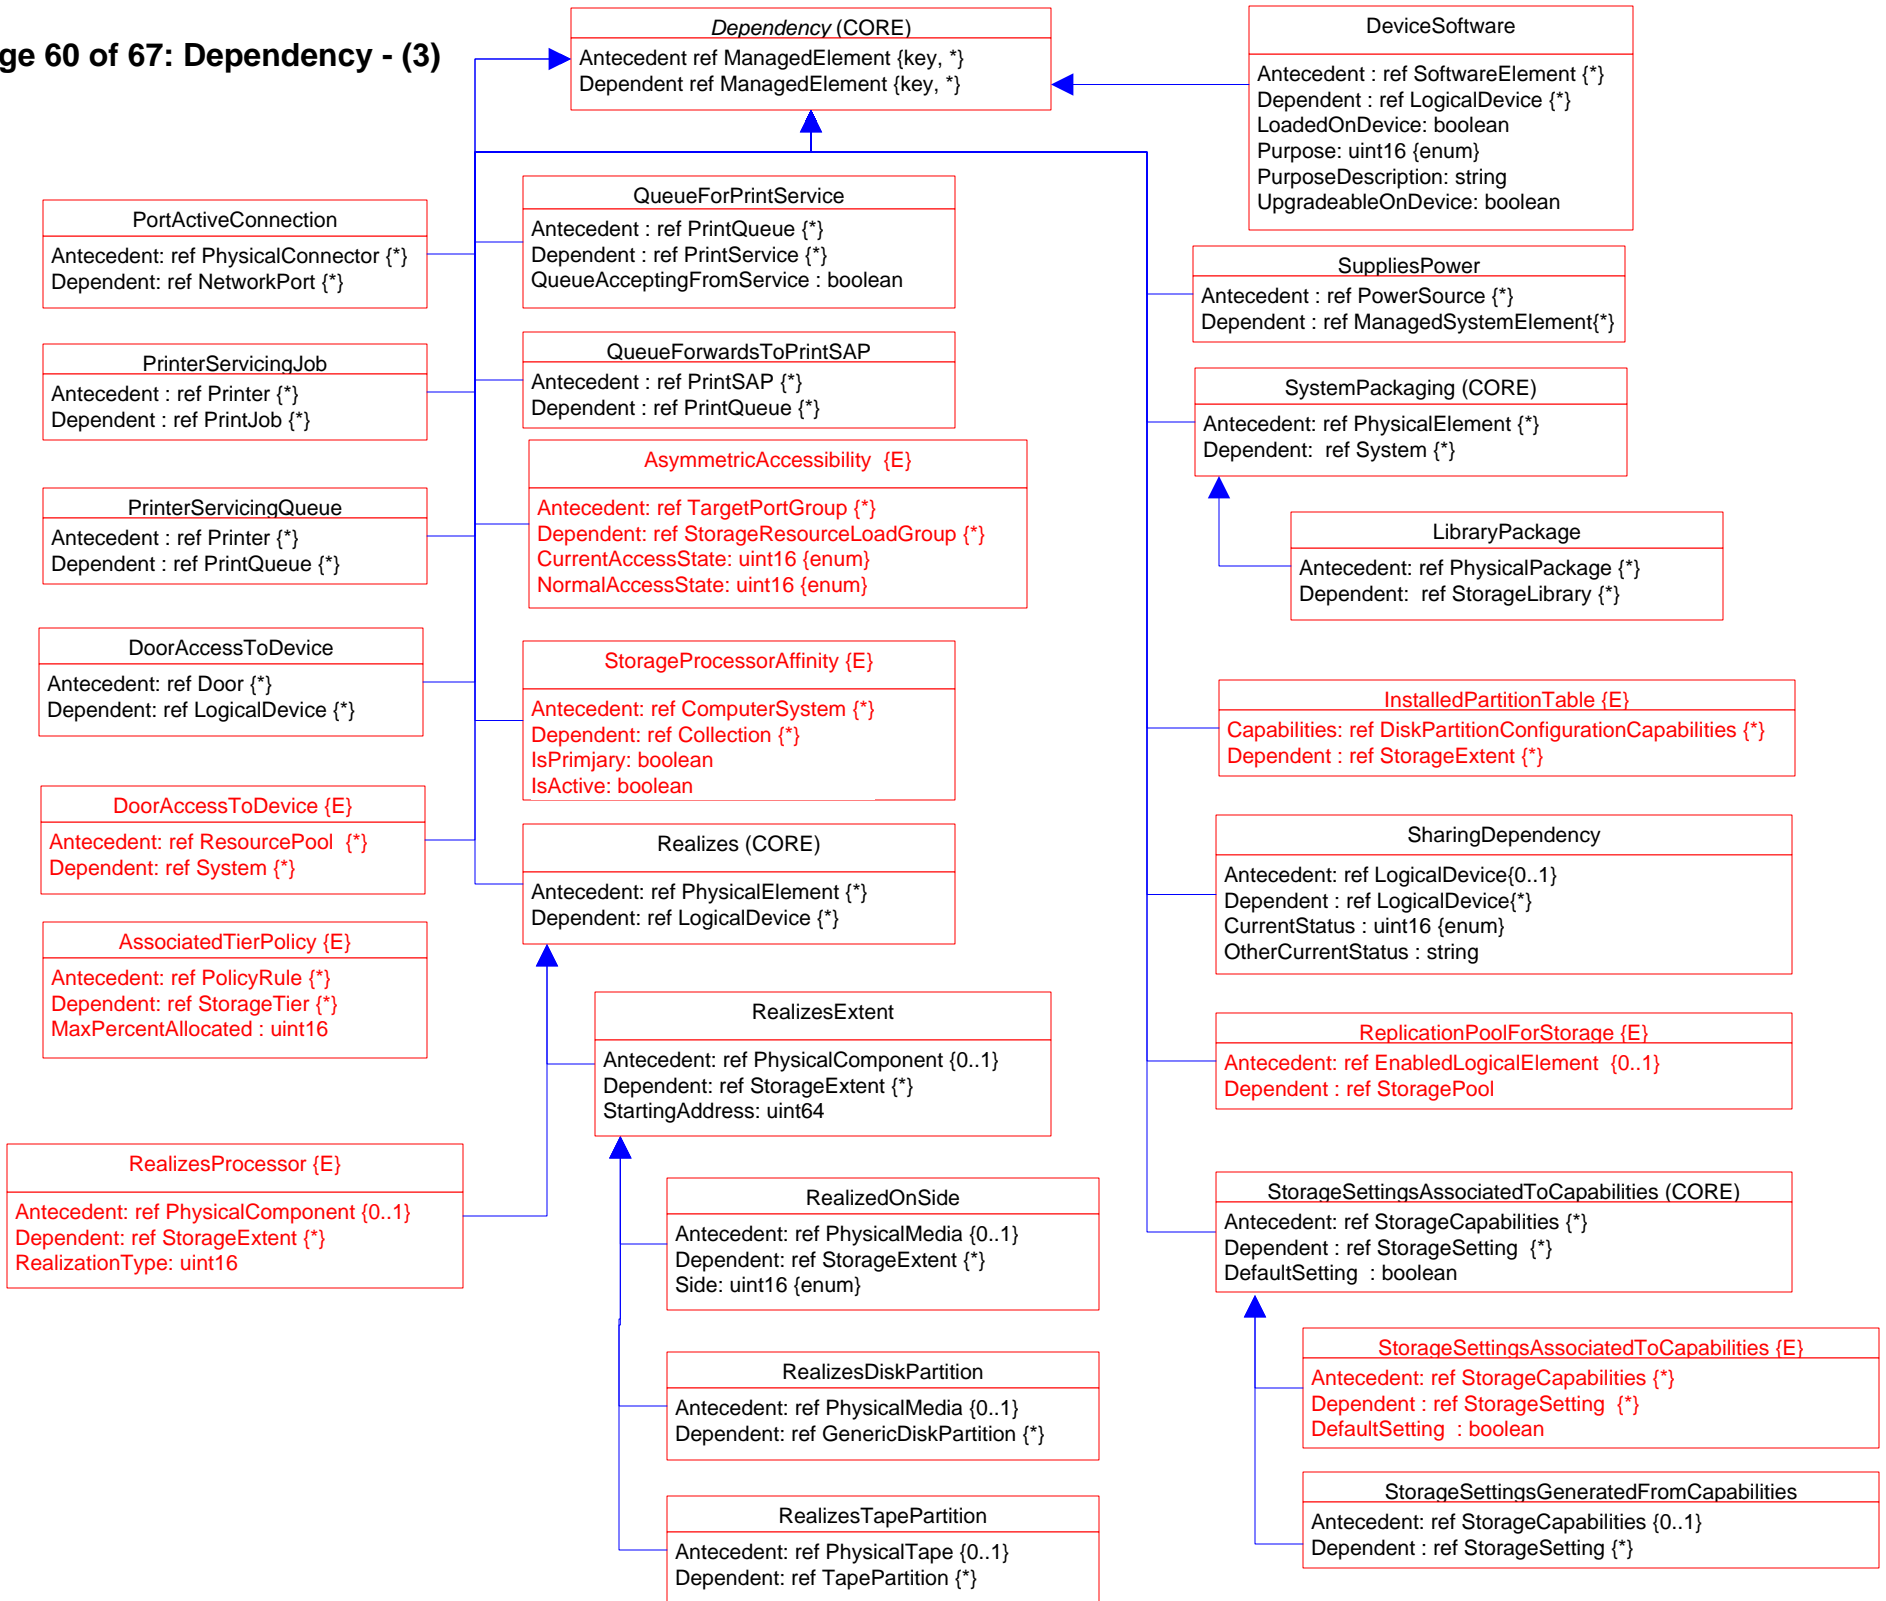 ge 60 of 67: Dependency - (3)
Dependency (CORE)
Antecedent ref ManagedElement {key, *}
Dependent ref ManagedElement {key, *}
DeviceSoftware
Antecedent : ref SoftwareElement {*}
Dependent : ref LogicalDevice {*}
LoadedOnDevice: boolean
Purpose: uint16 {enum}
PurposeDescription: string
UpgradeableOnDevice: boolean
PortActiveConnection
Antecedent: ref PhysicalConnector {*}
Dependent: ref NetworkPort {*}
QueueForPrintService
Antecedent : ref PrintQueue {*}
Dependent : ref PrintService {*}
QueueAcceptingFromService : boolean
SuppliesPower
Antecedent : ref PowerSource {*}
Dependent : ref ManagedSystemElement{*}
PrinterServicingJob
Antecedent : ref Printer {*}
Dependent : ref PrintJob {*}
QueueForwardsToPrintSAP
Antecedent : ref PrintSAP {*}
Dependent : ref PrintQueue {*}
SystemPackaging (CORE)
Antecedent: ref PhysicalElement {*}
Dependent:  ref System {*}
PrinterServicingQueue
Antecedent : ref Printer {*}
Dependent : ref PrintQueue {*}
AsymmetricAccessibility  {E}
Antecedent: ref TargetPortGroup {*}
Dependent: ref StorageResourceLoadGroup {*}
CurrentAccessState: uint16 {enum}
NormalAccessState: uint16 {enum}
LibraryPackage
Antecedent: ref PhysicalPackage {*}
Dependent:  ref StorageLibrary {*}
DoorAccessToDevice
Antecedent: ref Door {*}
Dependent: ref LogicalDevice {*}
StorageProcessorAffinity {E}
Antecedent: ref ComputerSystem {*}
Dependent: ref Collection {*}
IsPrimjary: boolean
IsActive: boolean
InstalledPartitionTable {E}
Capabilities: ref DiskPartitionConfigurationCapabilities {*}
Dependent : ref StorageExtent {*}
DoorAccessToDevice {E}
Antecedent: ref ResourcePool  {*}
Dependent: ref System {*}
Realizes (CORE)
Antecedent: ref PhysicalElement {*}
Dependent: ref LogicalDevice {*}
SharingDependency
Antecedent: ref LogicalDevice{0..1}
Dependent : ref LogicalDevice{*}
CurrentStatus : uint16 {enum}
OtherCurrentStatus : string
AssociatedTierPolicy {E}
Antecedent: ref PolicyRule {*}
Dependent: ref StorageTier {*}
MaxPercentAllocated : uint16
RealizesExtent
Antecedent: ref PhysicalComponent {0..1}
Dependent: ref StorageExtent {*}
StartingAddress: uint64
ReplicationPoolForStorage {E}
Antecedent: ref EnabledLogicalElement  {0..1}
Dependent : ref StoragePool
RealizesProcessor {E}
Antecedent: ref PhysicalComponent {0..1}
Dependent: ref StorageExtent {*}
RealizationType: uint16
RealizedOnSide
Antecedent: ref PhysicalMedia {0..1}
Dependent: ref StorageExtent {*}
Side: uint16 {enum}
StorageSettingsAssociatedToCapabilities (CORE)
Antecedent: ref StorageCapabilities {*}
Dependent : ref StorageSetting  {*}
DefaultSetting  : boolean
RealizesDiskPartition
Antecedent: ref PhysicalMedia {0..1}
Dependent: ref GenericDiskPartition {*}
StorageSettingsAssociatedToCapabilities {E}
Antecedent: ref StorageCapabilities {*}
Dependent : ref StorageSetting  {*}
DefaultSetting  : boolean
RealizesTapePartition
Antecedent: ref PhysicalTape {0..1}
Dependent: ref TapePartition {*}
StorageSettingsGeneratedFromCapabilities
Antecedent: ref StorageCapabilities {0..1}
Dependent : ref StorageSetting {*}